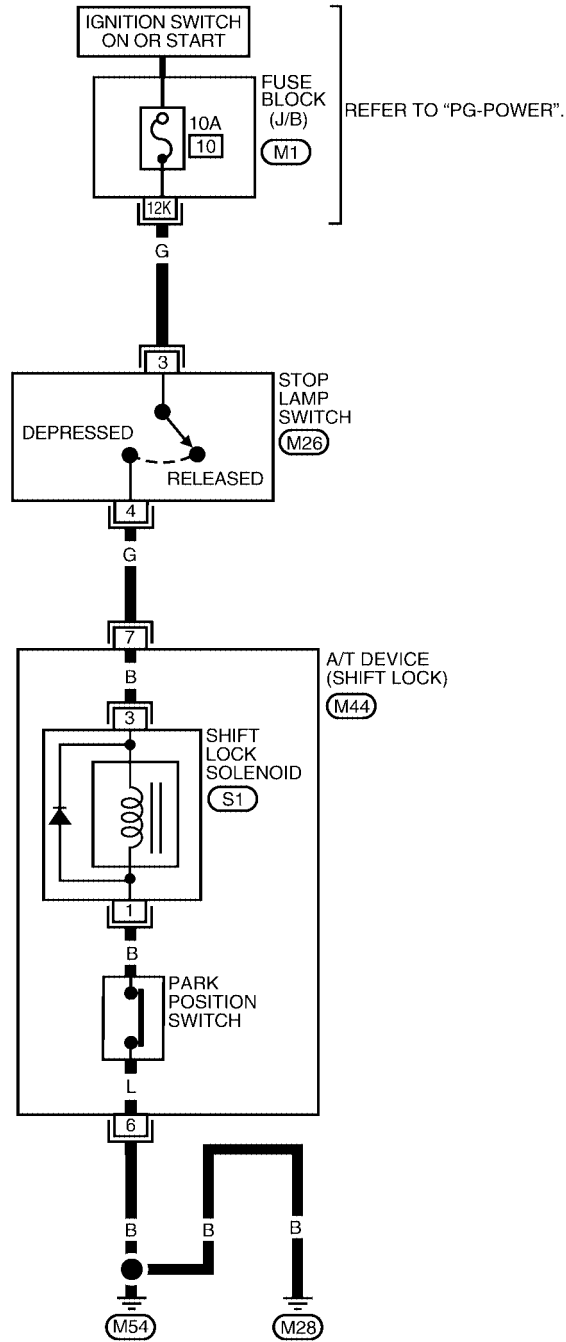 IGNITION SWITCH
ON OR START
FUSE
BLOCK
(J/B)
M1
REFER TO “PG-POWER”.
10A
10
12K
G
3
STOP
LAMP
SWITCH
M26
DEPRESSED
RELEASED
4
G
7
A/T DEVICE
(SHIFT LOCK)
M44
B
3
SHIFT
LOCK
SOLENOID
S1
1
B
PARK
POSITION
SWITCH
L
6
B
B
B
M54
M28